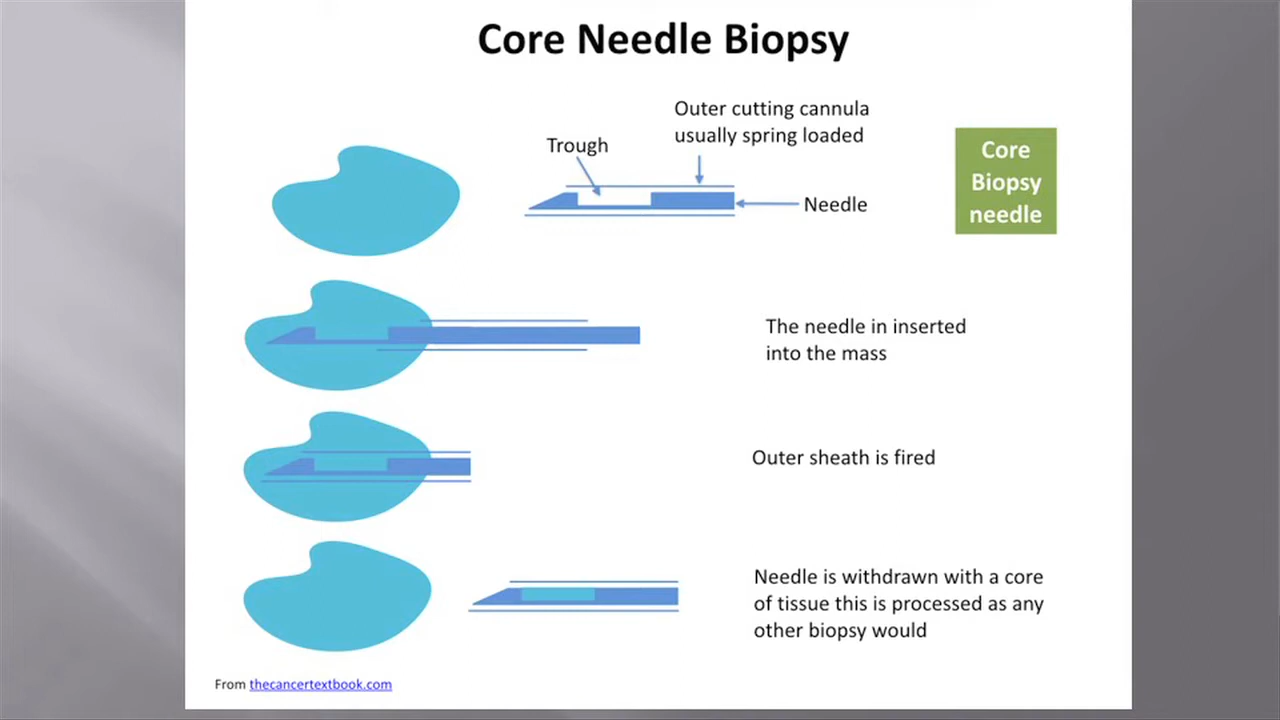 Core Needle Biopsy
Outer cutting cannula
usually spring loaded
Trough
Needle
Core
Biopsy
needle
The needle in inserted
into the mass
Outer sheath is fired
Needle is withdrawn with a core
of tissue this is processed as any
other biopsy would
From thecancertextbook.com